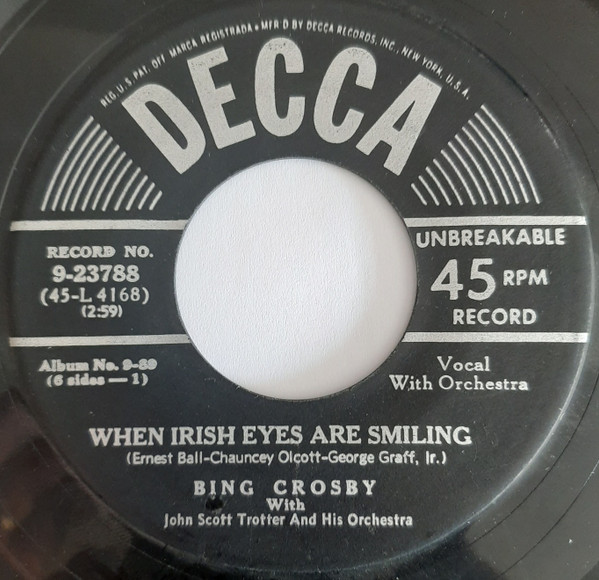 REG. U.S. PAT. OFF. MARCA REGISTRADA • MFR'D BY DECCA RECORDS, INC., NEW YORK, U.S.A.
DECCA
RECORD NO.
9-23788
(45-L 4168)
(2:59)
UNBREAKABLE
45 RPM
RECORD
Album No. 9-89
(6 sides — 1)
Vocal
With Orchestra
WHEN IRISH EYES ARE SMILING
(Ernest Ball-Chauncey Olcott-George Graff, Jr.)
BING CROSBY
With
John Scott Trotter And His Orchestra